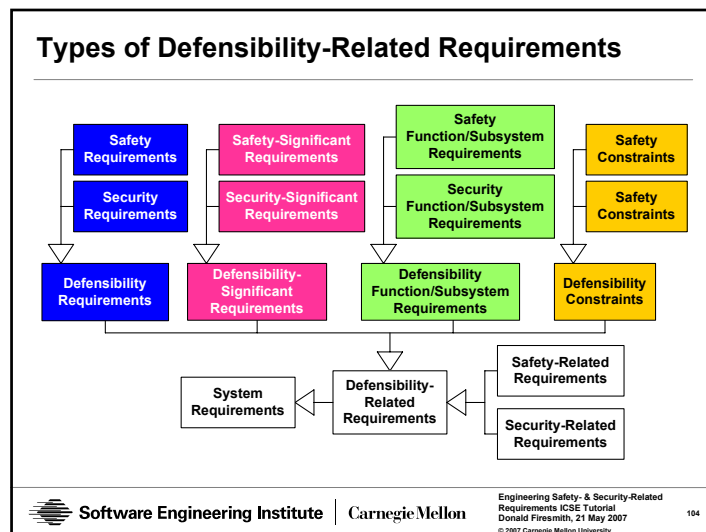 Types of Defensibility-Related Requirements
Safety
Requirements
Security
Requirements
Defensibility
Requirements
Safety-Significant
Requirements
Security-Significant
Requirements
Defensibility-
Significant
Requirements
Safety
Function/Subsystem
Requirements
Security
Function/Subsystem
Requirements
Defensibility
Function/Subsystem
Requirements
Safety
Constraints
Safety
Constraints
Defensibility
Constraints
System
Requirements
Defensibility-
Related
Requirements
Safety-Related
Requirements
Security-Related
Requirements
Software Engineering Institute
Carnegie Mellon
Engineering Safety- & Security-Related
Requirements ICSE Tutorial
Donald Firesmith, 21 May 2007
© 2007 Carnegie Mellon University
104